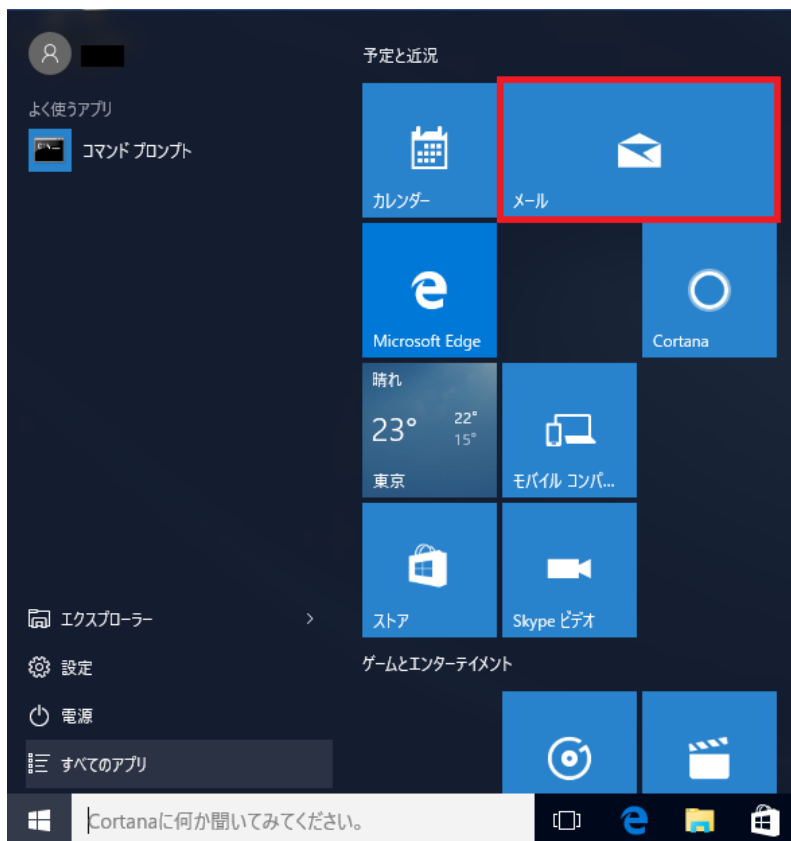 よく使うアプリ
コマンド プロンプト
エクスプローラー
設定
電源
すべてのアプリ
予定と近況
カレンダー
メール
Microsoft Edge
Cortana
晴れ
23°
22°
15°
東京
モバイル コンパ...
ストア
Skype ビデオ
ゲームとエンターテイメント
Cortanaに何か聞いてみてください。